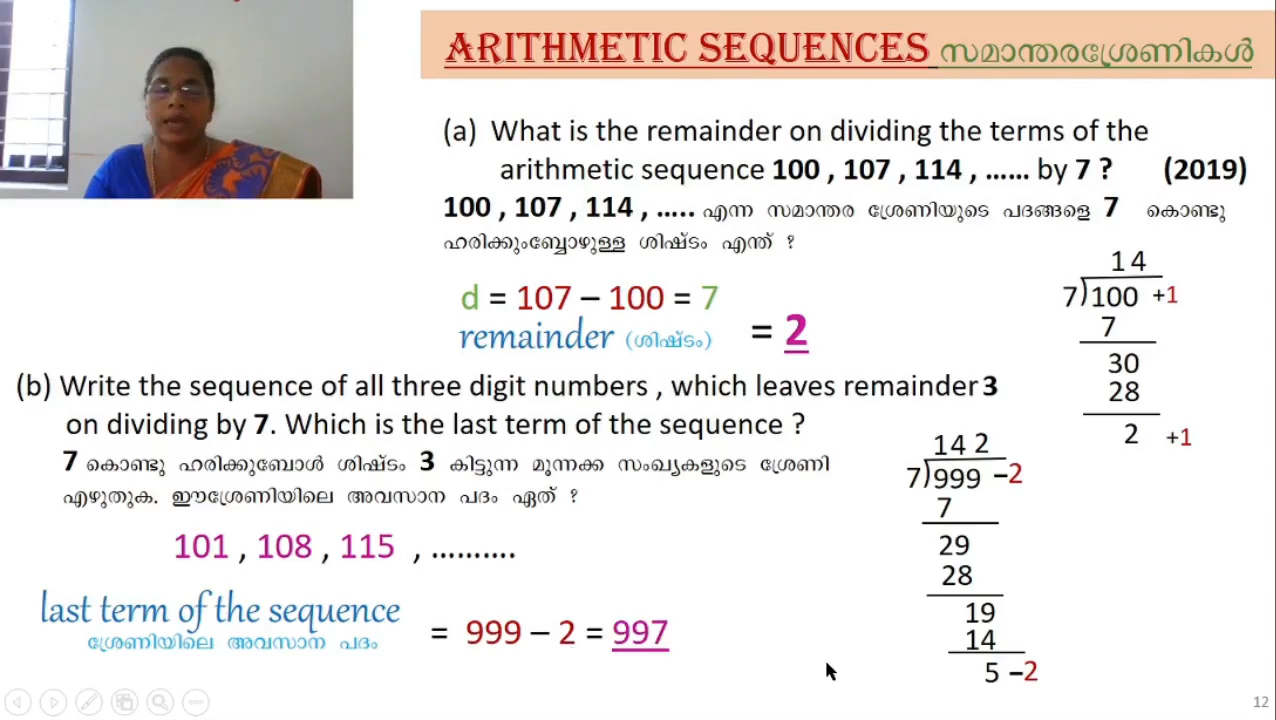 ARITHMETIC SEQUENCES സമാന്തരശ്രേണികൾ
(a) What is the remainder on dividing the terms of the
arithmetic sequence 100 , 107 , 114 , …… by 7 ? (2019)
100 , 107 , 114 , ….. എന്ന സമാന്തര ശ്രേണിയുടെ പദങ്ങളെ 7 കൊണ്ടു
ഹരിക്കുംബ്ബോഴുള്ള ശിഷ്ടം എന്ത് ?
d = 107 – 100 = 7
remainder (ശിഷ്ടം) = 2
14
7)100 +1
7
30
28
2 +1
(b) Write the sequence of all three digit numbers , which leaves remainder 3
on dividing by 7. Which is the last term of the sequence ?
7 കൊണ്ടു ഹരിക്കുബോൾ ശിഷ്ടം 3 കിട്ടുന്ന മൂന്നക്ക സംഖ്യകളുടെ ശ്രേണി
എഴുതുക. ഈശ്രേണിയിലെ അവസാന പദം ഏത് ?
101 , 108 , 115 , ……….
last term of the sequence
ശ്രേണിയിലെ അവസാന പദം
= 999 – 2 = 997
142
7)999 –2
7
29
28
19
14
5 –2
12